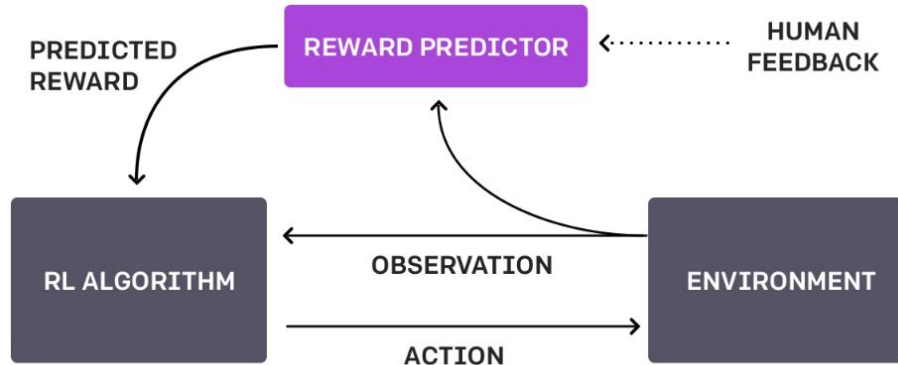 PREDICTED
REWARD
REWARD PREDICTOR
HUMAN
FEEDBACK
RL ALGORITHM
OBSERVATION
ENVIRONMENT
ACTION